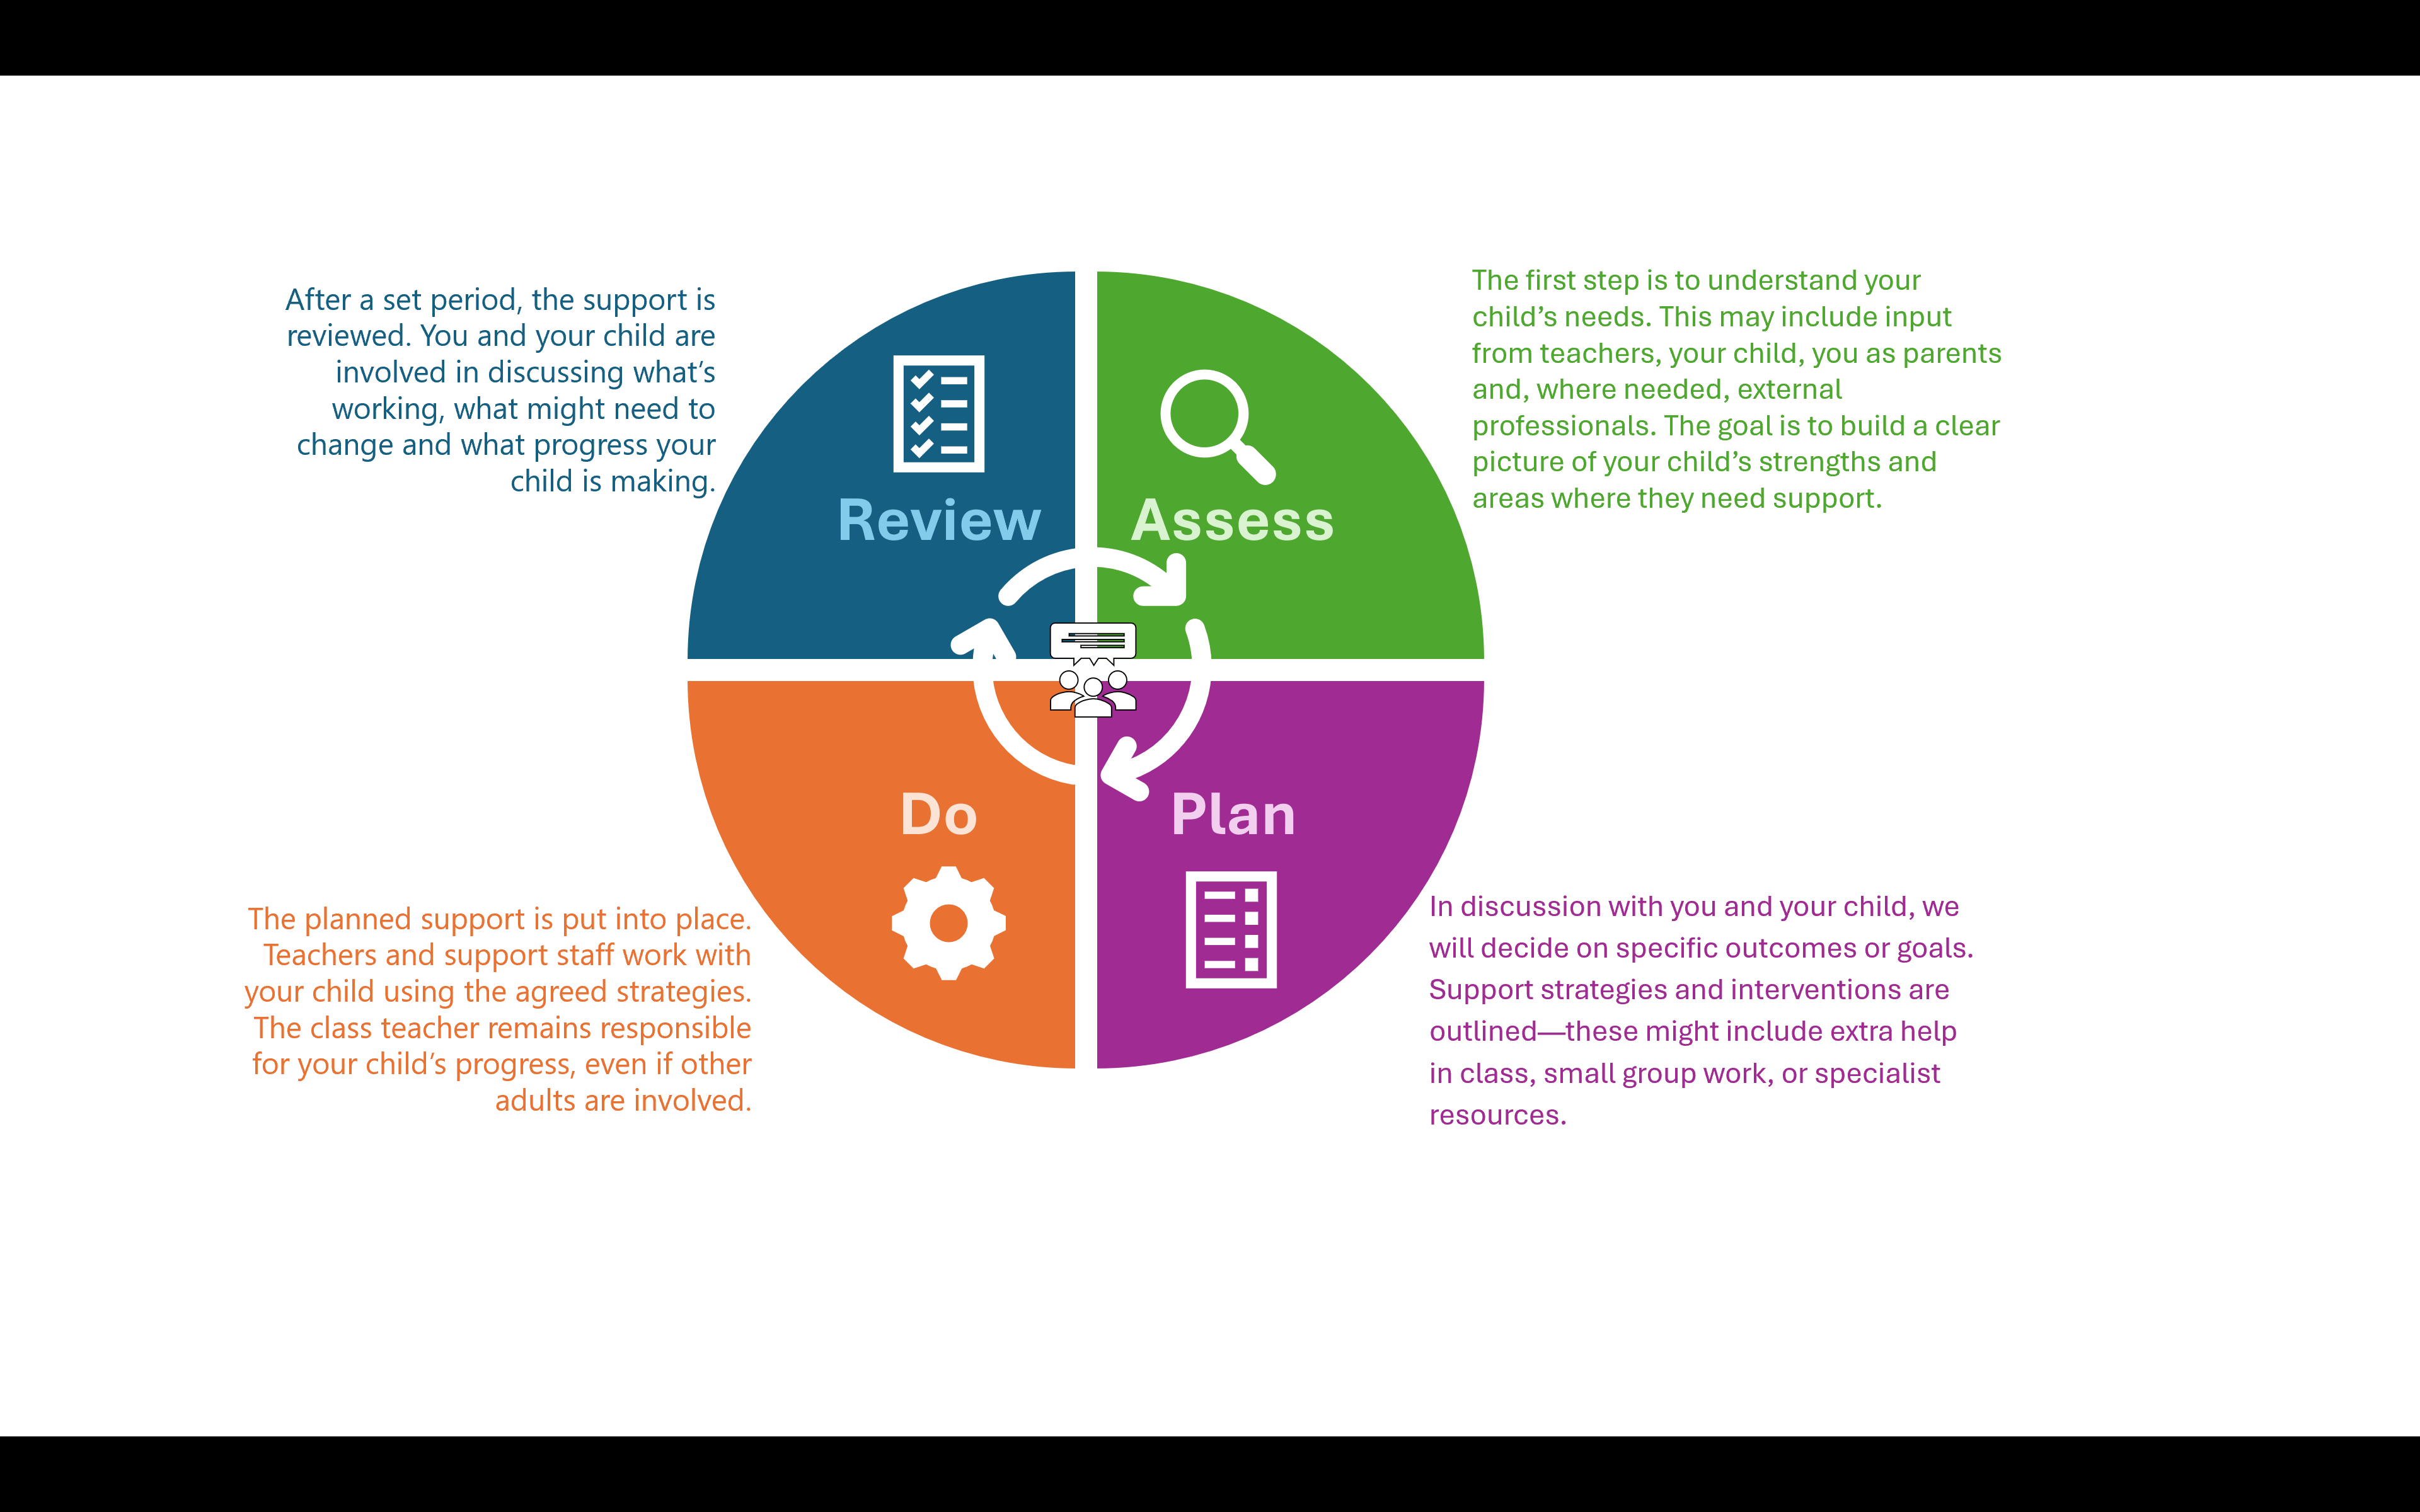 After a set period, the support is
reviewed. You and your child are
involved in discussing what's
working, what might need to
change and what progress your
child is making.
Review
Assess
The first step is to understand your
child’s needs. This may include input
from teachers, your child, you as parents
and, where needed, external
professionals. The goal is to build a clear
picture of your child’s strengths and
areas where they need support.
Do
Plan
The planned support is put into place.
Teachers and support staff work with
your child using the agreed strategies.
The class teacher remains responsible
for your child’s progress, even if other
adults are involved.
In discussion with you and your child, we
will decide on specific outcomes or goals.
Support strategies and interventions are
outlined—these might include extra help
in class, small group work, or specialist
resources.